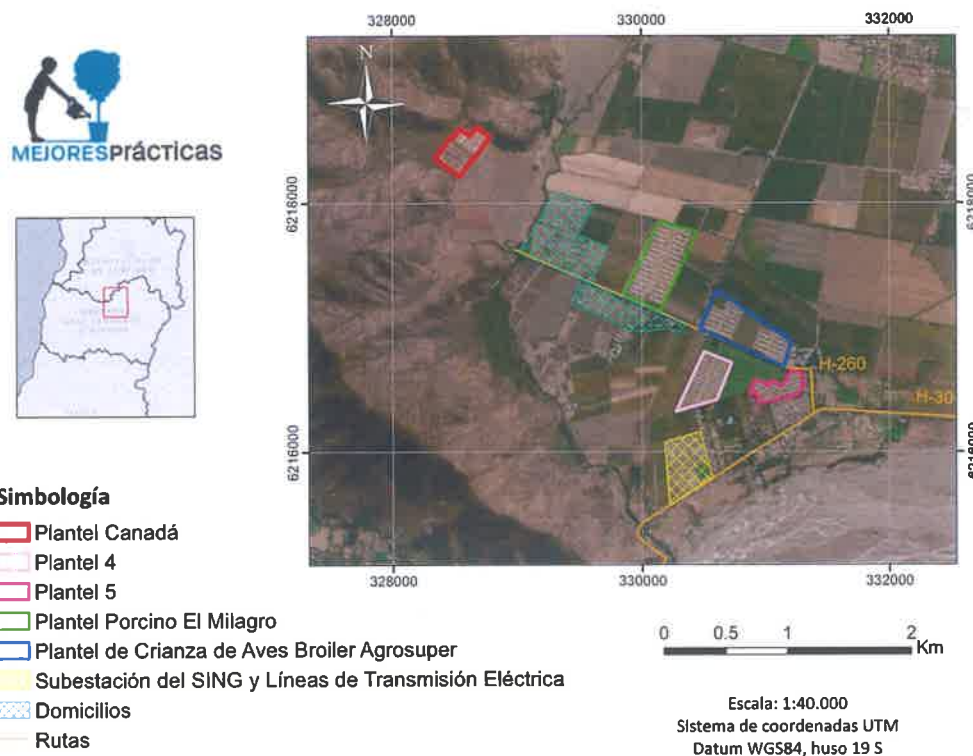 328000
330000
332000
N
MEJORESPRÁCTICAS
6218000
6218000
H-260
H-30
6216000
6216000
328000
330000
332000
Simbología
Plantel Canadá
Plantel 4
Plantel 5
Plantel Porcino El Milagro
Plantel de Crianza de Aves Broiler Agrosuper
Subestación del SING y Líneas de Transmisión Eléctrica
Domicilios
Rutas
0 0.5 1 2
Km
Escala: 1:40.000
Sistema de coordenadas UTM
Datum WGS84, huso 19 S